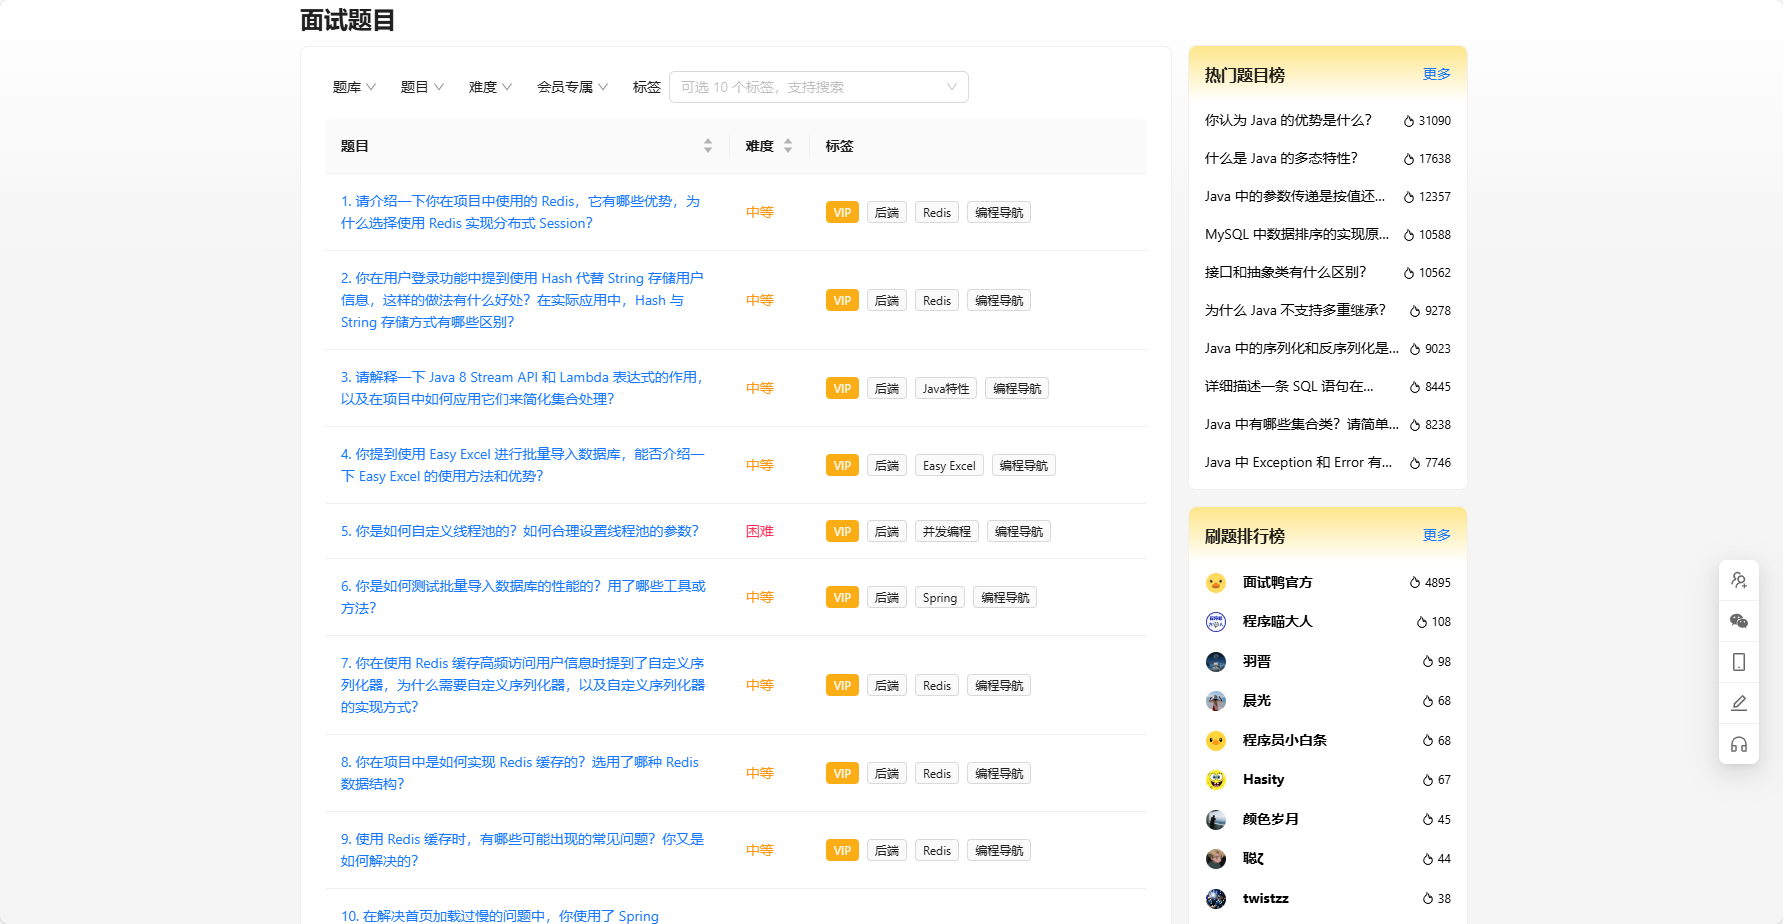 面试题目
题库 题目 难度 会员专属 标签 可选 10 个标签，支持搜索
题目 难度 标签
1. 请介绍一下你在项目中使用的 Redis，它有哪些优势，为
什么选择使用 Redis 实现分布式 Session？
中等 VIP 后端 Redis 编程导航
2. 你在用户登录功能中提到使用 Hash 代替 String 存储用户
信息，这样的做法有什么好处？在实际应用中，Hash 与
String 存储方式有哪些区别？
中等 VIP 后端 Redis 编程导航
3. 请解释一下 Java 8 Stream API 和 Lambda 表达式的作用，
以及在项目中如何应用它们来简化集合处理？
中等 VIP 后端 Java特性 编程导航
4. 你提到使用 Easy Excel 进行批量导入数据库，能否介绍一
下 Easy Excel 的使用方法和优势？
中等 VIP 后端 Easy Excel 编程导航
5. 你是如何自定义线程池的？如何合理设置线程池的参数？
困难 VIP 后端 并发编程 编程导航
6. 你是如何测试批量导入数据库的性能的？用了哪些工具或
方法？
中等 VIP 后端 Spring 编程导航
7. 你在使用 Redis 缓存高频访问用户信息时提到了自定义序
列化器，为什么需要自定义序列化器，以及自定义序列化器
的实现方式？
中等 VIP 后端 Redis 编程导航
8. 你在项目中是如何实现 Redis 缓存的？选用了哪种 Redis
数据结构？
中等 VIP 后端 Redis 编程导航
9. 使用 Redis 缓存时，有哪些可能出现的常见问题？你又是
如何解决的？
中等 VIP 后端 Redis 编程导航
10. 在解决首页加载过慢的问题中，你使用了 Spring
热门题目榜 更多
你认为 Java 的优势是什么？ 31090
什么是 Java 的多态特性？ 17638
Java 中的参数传递是按值还... 12357
MySQL 中数据排序的实现原... 10588
接口和抽象类有什么区别？ 10562
为什么 Java 不支持多重继承？ 9278
Java 中的序列化和反序列化是... 9023
详细描述一条 SQL 语句在... 8445
Java 中有哪些集合类？请简单... 8238
Java 中 Exception 和 Error 有... 7746
刷题排行榜 更多
面试鸭官方 4895
程序喵大人 108
羽晋 98
晨光 68
程序员小白条 68
Hasity 67
颜色岁月 45
聪ζ 44
twistzz 38